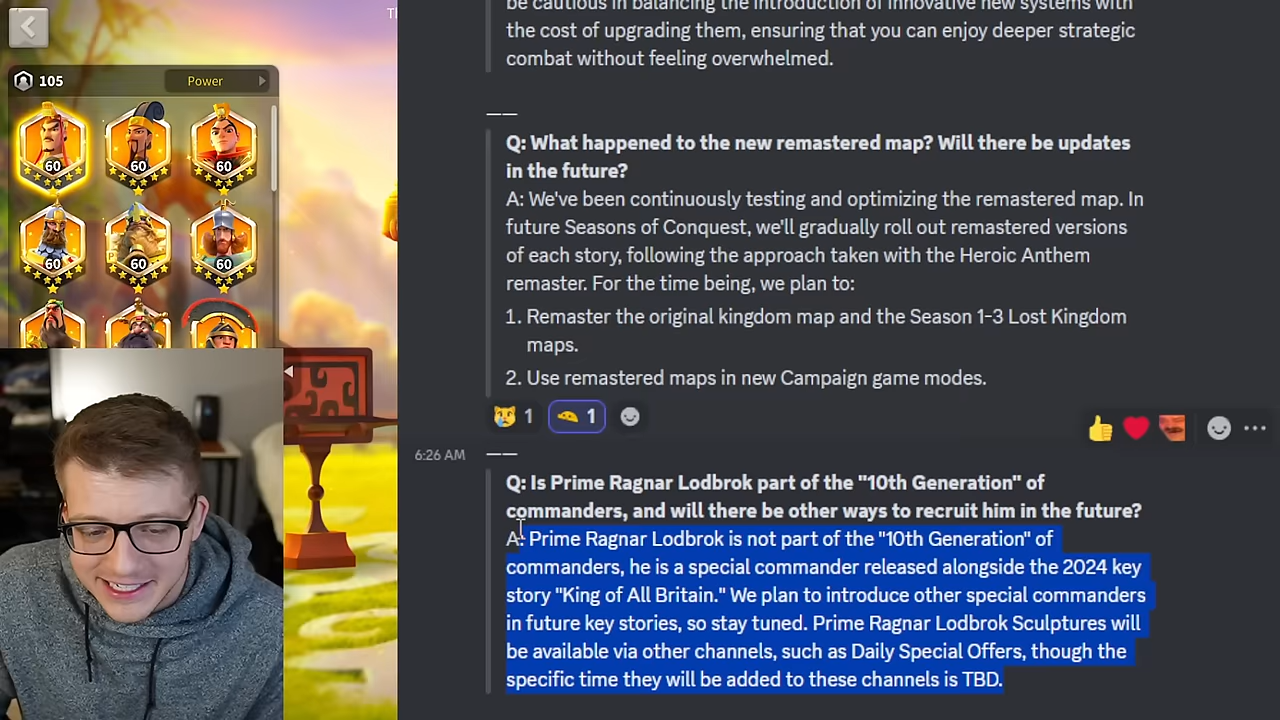 105
Power
60
60
60
60
60
60
be cautious in balancing the introduction of innovative new systems with
the cost of upgrading them, ensuring that you can enjoy deeper strategic
combat without feeling overwhelmed.
——
Q: What happened to the new remastered map? Will there be updates
in the future?
A: We've been continuously testing and optimizing the remastered map. In
future Seasons of Conquest, we'll gradually roll out remastered versions
of each story, following the approach taken with the Heroic Anthem
remaster. For the time being, we plan to:
1. Remaster the original kingdom map and the Season 1-3 Lost Kingdom
maps.
2. Use remastered maps in new Campaign game modes.
1
1
6:26 AM
——
Q: Is Prime Ragnar Lodbrok part of the "10th Generation" of
commanders, and will there be other ways to recruit him in the future?
A: Prime Ragnar Lodbrok is not part of the "10th Generation" of
commanders, he is a special commander released alongside the 2024 key
story "King of All Britain." We plan to introduce other special commanders
in future key stories, so stay tuned. Prime Ragnar Lodbrok Sculptures will
be available via other channels, such as Daily Special Offers, though the
specific time they will be added to these channels is TBD.